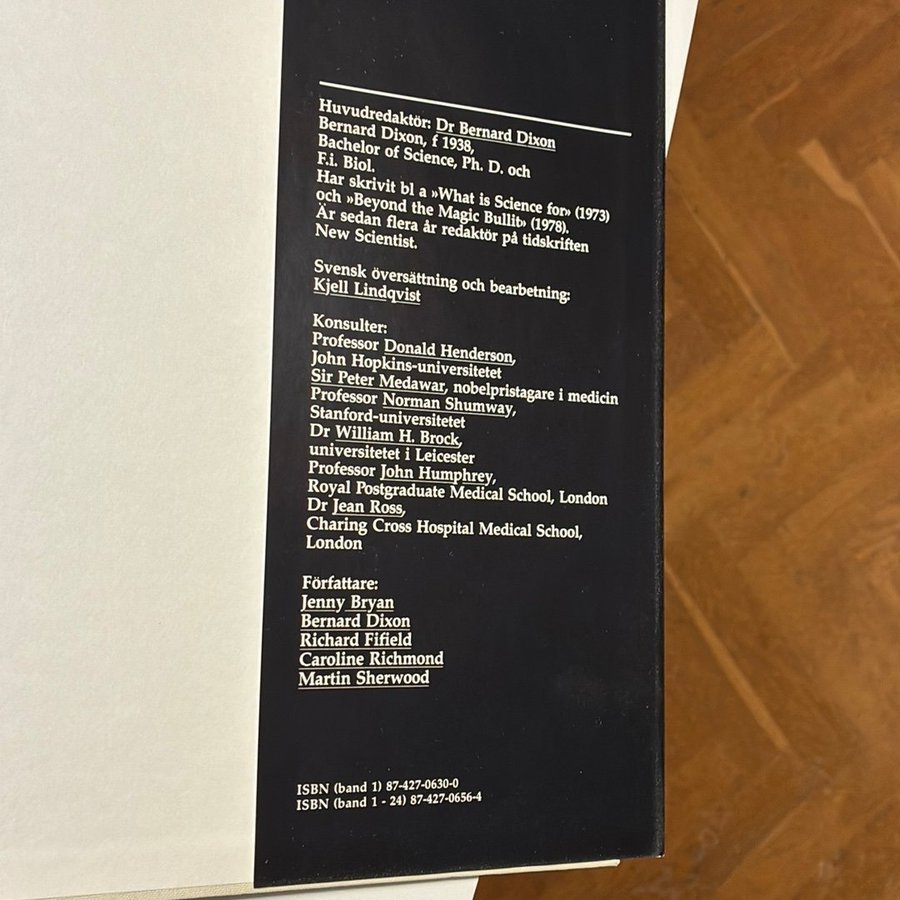 Huvudredaktör: Dr Bernard Dixon
Bernard Dixon, f 1938,
Bachelor of Science, Ph. D. och
F.i. Biol.
Har skrivit bl a »What is Science for» (1973)
och »Beyond the Magic Bullit» (1978).
Är sedan flera år redaktör på tidskriften
New Scientist.
Svensk översättning och bearbetning:
Kjell Lindqvist
Konsulter:
Professor Donald Henderson,
John Hopkins-universitetet
Sir Peter Medawar, nobelpristagare i medicin
Professor Norman Shumway,
Stanford-universitetet
Dr William H. Brock,
universitetet i Leicester
Professor John Humphrey,
Royal Postgraduate Medical School, London
Dr Jean Ross,
Charing Cross Hospital Medical School,
London
Författare:
Jenny Bryan
Bernard Dixon
Richard Fifield
Caroline Richmond
Martin Sherwood
ISBN (band 1) 87-427-0630-0
ISBN (band 1 - 24) 87-427-0656-4